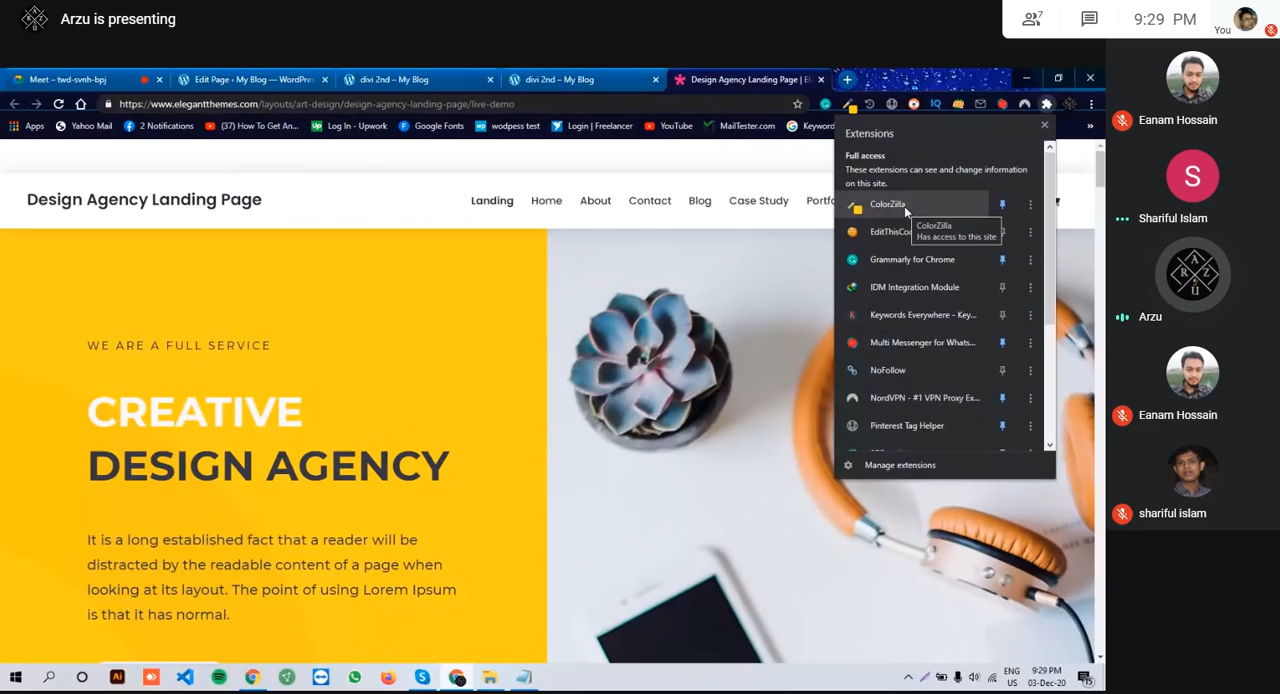 Arzu is presenting
7
9:29 PM
You
Meet – twd-svnh-bpj
Edit Page ‹ My Blog — WordPre
divi 2nd – My Blog
divi 2nd – My Blog
Design Agency Landing Page | El
https://www.elegantthemes.com/layouts/art-design/design-agency-landing-page/live-demo
Apps
Yahoo Mail
2 Notifications
(37) How To Get An...
Log In - Upwork
Google Fonts
wodpess test
Login | Freelancer
YouTube
MailTester.com
Keyword
»
Design Agency Landing Page
Landing
Home
About
Contact
Blog
Case Study
Portfo
Extensions
Full access
These extensions can see and change information
on this site.
ColorZilla
ColorZilla
Has access to this site
EditThisCoo
Grammarly for Chrome
IDM Integration Module
Keywords Everywhere - Key...
Multi Messenger for Whats...
NoFollow
NordVPN - #1 VPN Proxy Ex...
Pinterest Tag Helper
Manage extensions
WE ARE A FULL SERVICE
CREATIVE
DESIGN AGENCY
It is a long established fact that a reader will be
distracted by the readable content of a page when
looking at its layout. The point of using Lorem Ipsum
is that it has normal.
Eanam Hossain
S
Shariful Islam
A
R Z
U
Arzu
Eanam Hossain
shariful islam
ENG
US
9:29 PM
03-Dec-20
15